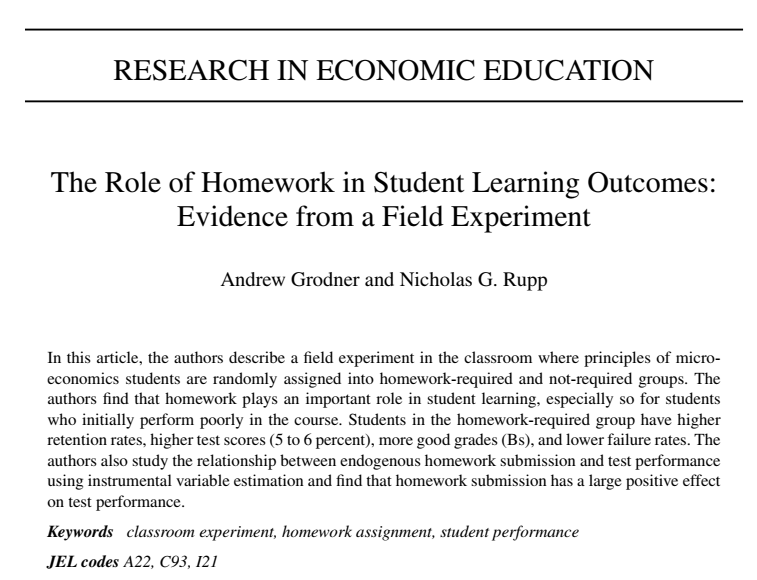 RESEARCH IN ECONOMIC EDUCATION
The Role of Homework in Student Learning Outcomes:
Evidence from a Field Experiment
Andrew Grodner and Nicholas G. Rupp
In this article, the authors describe a field experiment in the classroom where principles of micro-
economics students are randomly assigned into homework-required and not-required groups. The
authors find that homework plays an important role in student learning, especially so for students
who initially perform poorly in the course. Students in the homework-required group have higher
retention rates, higher test scores (5 to 6 percent), more good grades (Bs), and lower failure rates. The
authors also study the relationship between endogenous homework submission and test performance
using instrumental variable estimation and find that homework submission has a large positive effect
on test performance.
Keywords classroom experiment, homework assignment, student performance
JEL codes A22, C93, I21